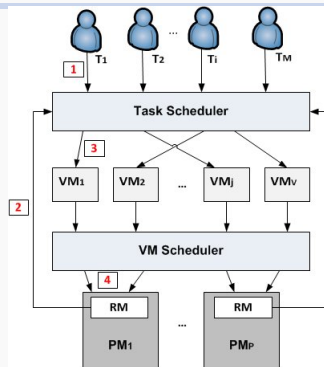 ...
T1 T2 Ti TM
1
Task Scheduler
3
VM1 VM2 ... VMj VMv
2
VM Scheduler
4
RM RM
...
PM1 PMP